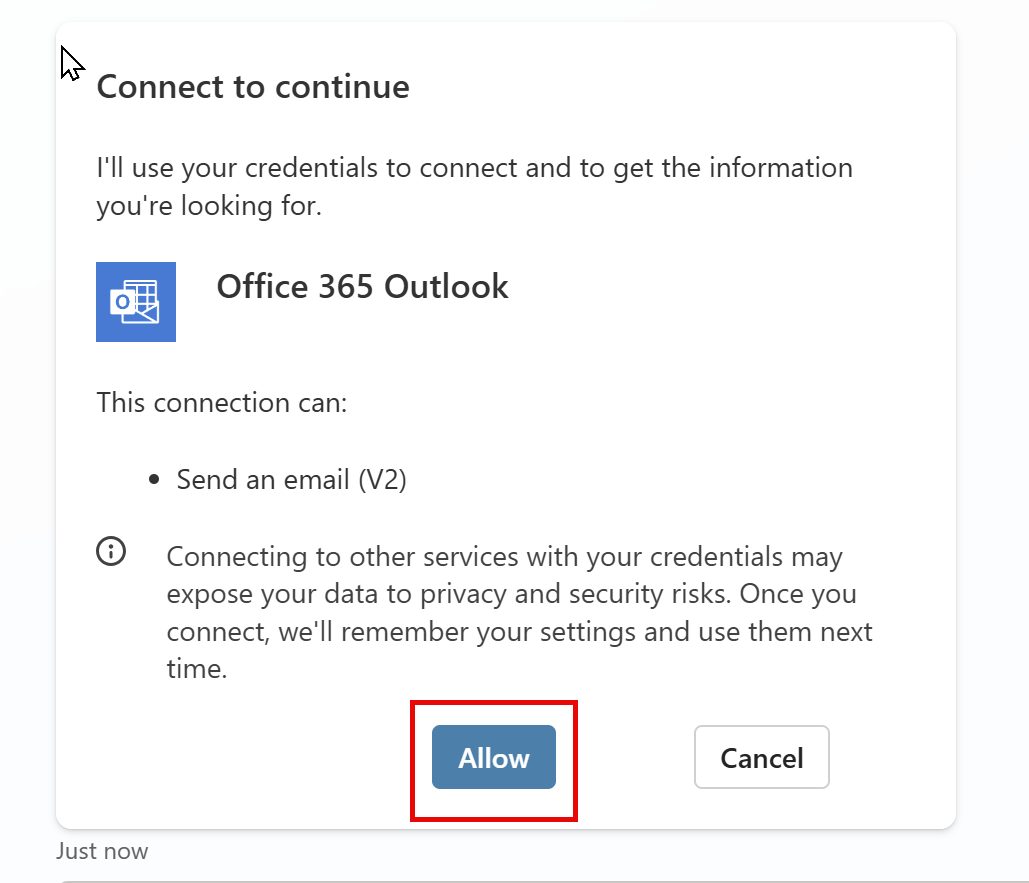 Connect to continue
I'll use your credentials to connect and to get the information
you're looking for.
Office 365 Outlook
This connection can:
• Send an email (V2)
Connecting to other services with your credentials may
expose your data to privacy and security risks. Once you
connect, we'll remember your settings and use them next
time.
Allow
Cancel
Just now